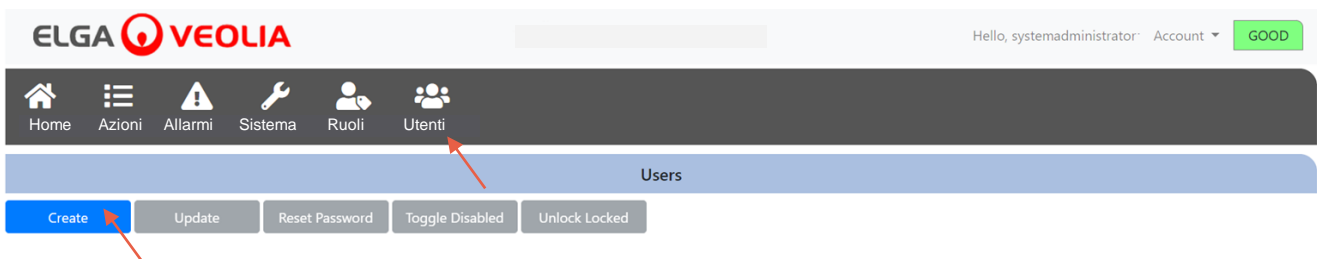 ELGA VEOLIA
Hello, systemadministrator Account GOOD
Home Azioni Allarmi Sistema Ruoli Utenti
Users
Create Update Reset Password Toggle Disabled Unlock Locked